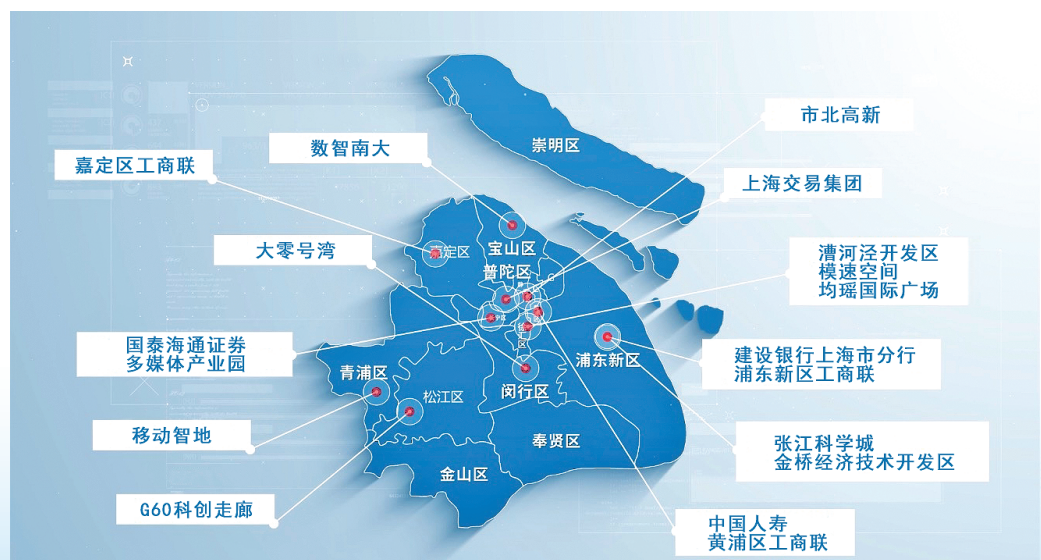 市北高新
崇明区
数智南大
嘉定区工商联
上海交易集团
大零号湾
宝山区
嘉定区
普陀区
漕河泾开发区
模速空间
均瑶国际广场
国泰海通证券
多媒体产业园
浦东新区
建设银行上海市分行
浦东新区工商联
青浦区
闵行区
松江区
移动智地
奉贤区
张江科学城
金桥经济技术开发区
金山区
G60科创走廊
中国人寿
黄浦区工商联